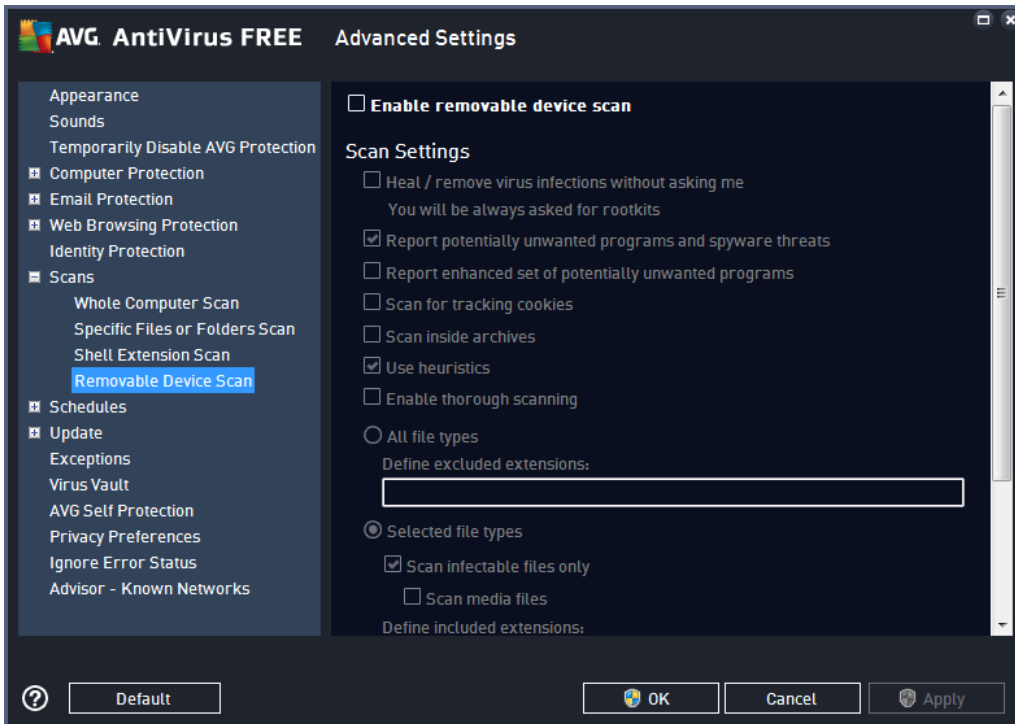 AVG AntiVirus FREE Advanced Settings
Appearance
Sounds
Temporarily Disable AVG Protection
Computer Protection
Email Protection
Web Browsing Protection
Identity Protection
Scans
Whole Computer Scan
Specific Files or Folders Scan
Shell Extension Scan
Removable Device Scan
Schedules
Update
Exceptions
Virus Vault
AVG Self Protection
Privacy Preferences
Ignore Error Status
Advisor - Known Networks
Enable removable device scan
Scan Settings
Heal / remove virus infections without asking me
You will be always asked for rootkits
Report potentially unwanted programs and spyware threats
Report enhanced set of potentially unwanted programs
Scan for tracking cookies
Scan inside archives
Use heuristics
Enable thorough scanning
All file types
Define excluded extensions:
Selected file types
Scan infectable files only
Scan media files
Define included extensions:
Default
OK
Cancel
Apply